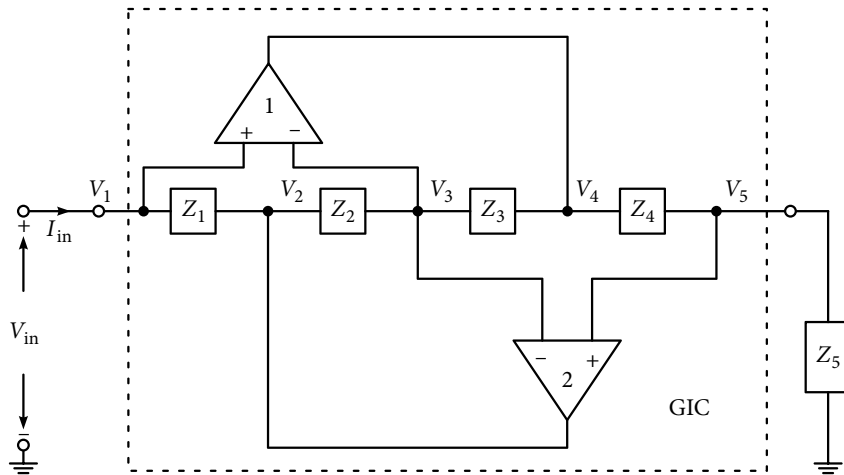 1
+ −
V1 V2 V3 V4 V5
Z1 Z2 Z3 Z4
+
Iin
Vin
− +
2
Z5
GIC
−